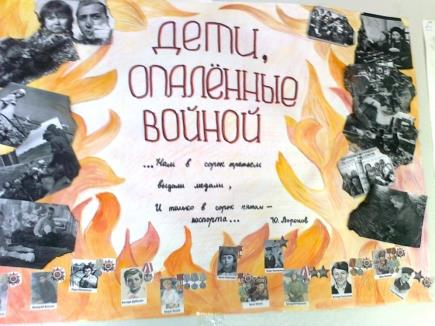 ДЕТИ,
ОПАЛЁННЫЕ
ВОЙНОЙ
...Нам в сорок третьем
выдали медали,
И только в сорок пятом —
паспорта...
Ю. Воронов